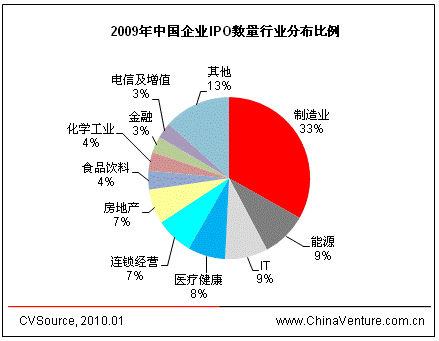 2009年中国企业IPO数量行业分布比例
其他
13%
制造业
33%
能源
9%
IT
9%
医疗健康
8%
连锁经营
7%
房地产
7%
食品饮料
4%
化学工业
4%
金融
3%
电信及增值
3%
CVSource, 2010.01
www.ChinaVenture.com.cn